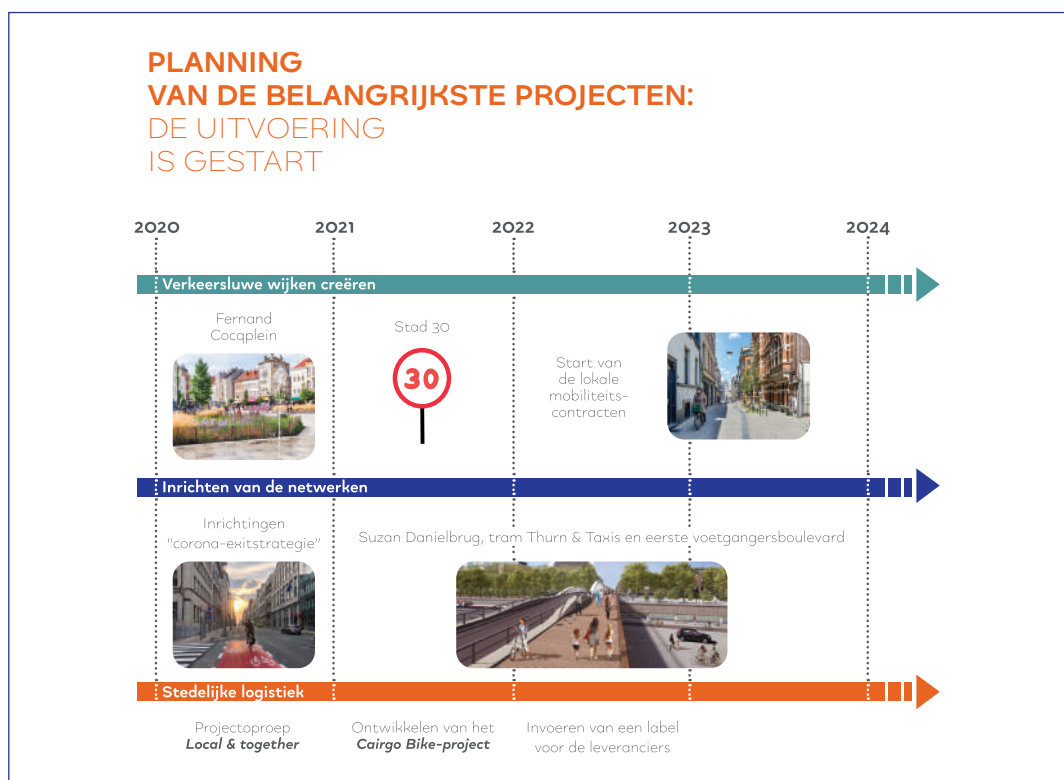 PLANNING
VAN DE BELANGRIJKSTE PROJECTEN:
DE UITVOERING
IS GESTART
2020 2021 2022 2023 2024
Verkeersluwe wijken creëren
Fernand
Cocqplein
Stad 30
30
Start van
de lokale
mobiliteits-
contracten
Inrichten van de netwerken
Inrichtingen
"corona-exitstrategie"
Suzan Danielbrug, tram Thurn & Taxis en eerste voetgangersboulevard
Stedelijke logistiek
Projectoproep
Local & together
Ontwikkelen van het
Cairgo Bike-project
Invoeren van een label
voor de leveranciers